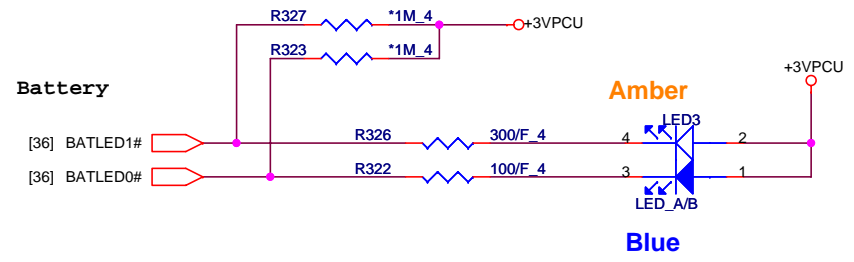 R327 *1M_4 +3VPCU
R323 *1M_4
+3VPCU
Battery
Amber
LED3
[36] BATLED1# R326 300/F_4 4 2
[36] BATLED0# R322 100/F_4 3 1
LED_A/B
Blue